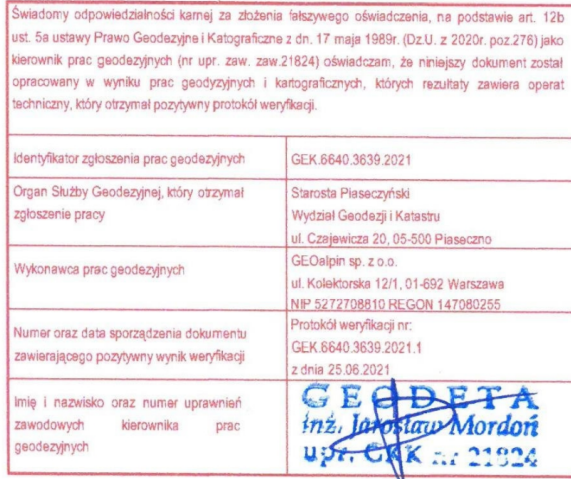 Świadomy odpowiedzialności karnej za złożenia fałszywego oświadczenia, na podstawie art. 12b
ust. 5a ustawy Prawo Geodezyjne i Katograficzne z dn. 17 maja 1989r. (Dz.U. z 2020r. poz.276) jako
kierownik prac geodezyjnych (nr upr. zaw. zaw.21824) oświadczam, że niniejszy dokument został
opracowany w wyniku prac geodyzyjnych i kartograficznych, których rezultaty zawiera operat
techniczny, który otrzymał pozytywny protokół weryfikacji.
Identyfikator zgłoszenia prac geodezyjnych
GEK.6640.3639.2021
Organ Służby Geodezyjnej, który otrzymał
zgłoszenie pracy
Starosta Piaseczyński
Wydział Geodezji i Katastru
ul. Czajewicza 20, 05-500 Piaseczno
Wykonawca prac geodezyjnych
GEOalpin sp. z o.o.
ul. Kolektorska 12/1, 01-692 Warszawa
NIP 5272708810 REGON 147080255
Numer oraz data sporządzenia dokumentu
zawierającego pozytywny wynik weryfikacji
Protokół weryfikacji nr:
GEK.6640.3639.2021.1
z dnia 25.06.2021
Imię i nazwisko oraz numer uprawnień
zawodowych kierownika prac
geodezyjnych
GEODETA
inż. Jarosław Mordoń
upr. GKK nr 21824